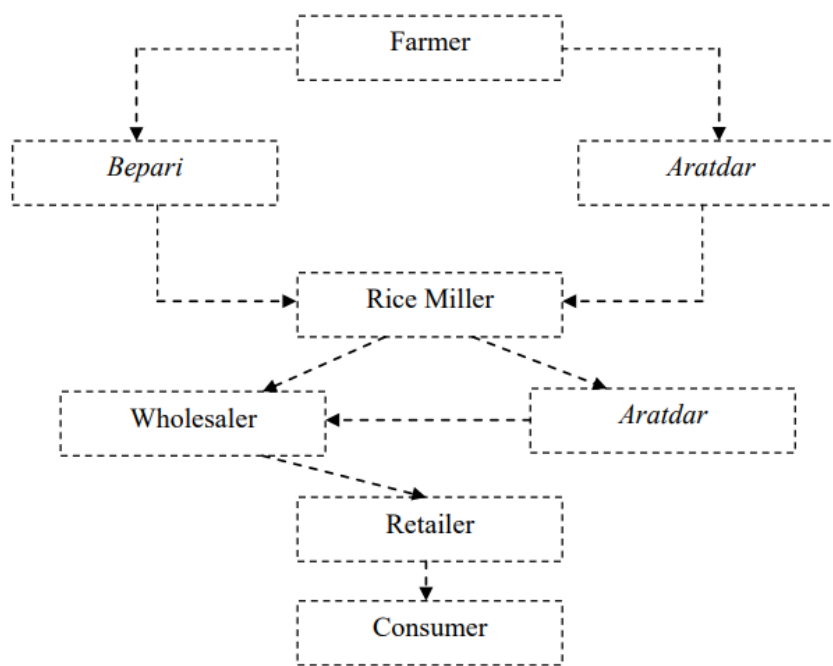 Farmer
Bepari
Aratdar
Rice Miller
Wholesaler
Aratdar
Retailer
Consumer